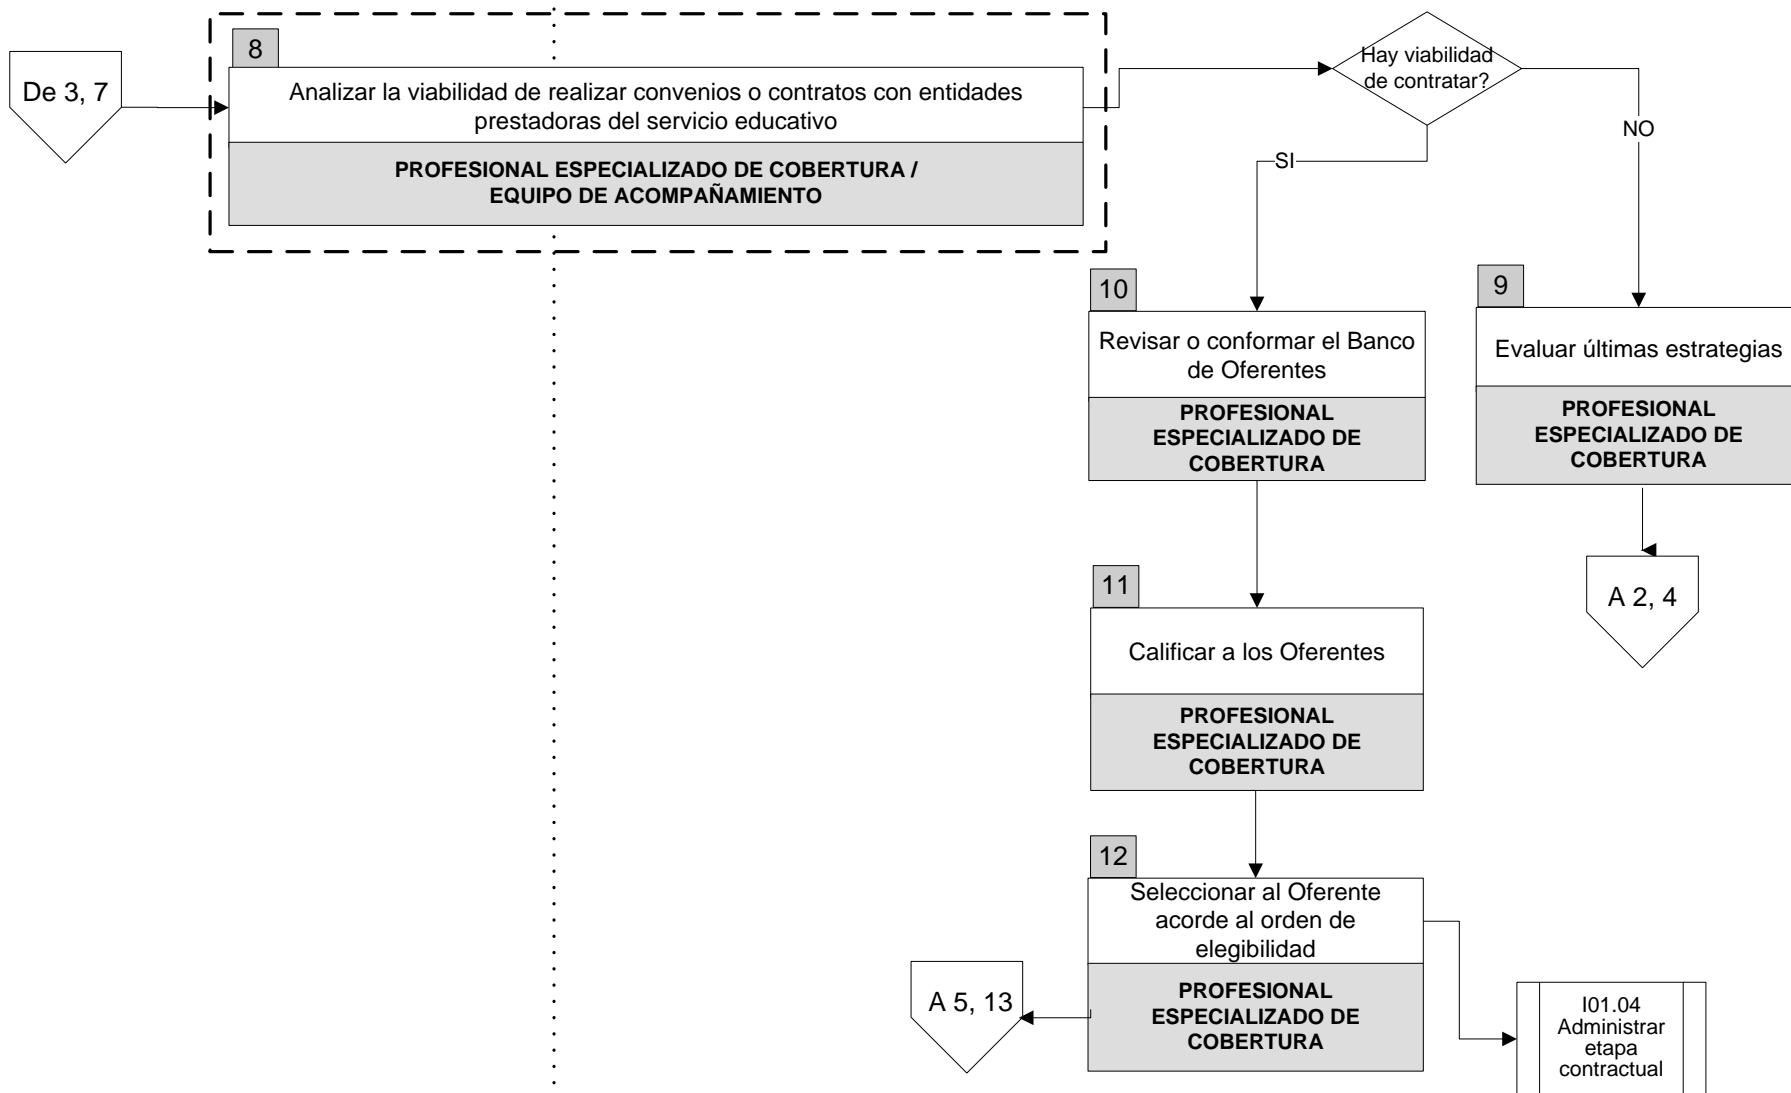 De 3, 7
8
Analizar la viabilidad de realizar convenios o contratos con entidades
prestadoras del servicio educativo
PROFESIONAL ESPECIALIZADO DE COBERTURA /
EQUIPO DE ACOMPAÑAMIENTO
Hay viabilidad
de contratar?
SI
NO
10
Revisar o conformar el Banco
de Oferentes
PROFESIONAL
ESPECIALIZADO DE
COBERTURA
9
Evaluar últimas estrategias
PROFESIONAL
ESPECIALIZADO DE
COBERTURA
A 2, 4
11
Calificar a los Oferentes
PROFESIONAL
ESPECIALIZADO DE
COBERTURA
12
Seleccionar al Oferente
acorde al orden de
elegibilidad
PROFESIONAL
ESPECIALIZADO DE
COBERTURA
A 5, 13
I01.04
Administrar
etapa
contractual